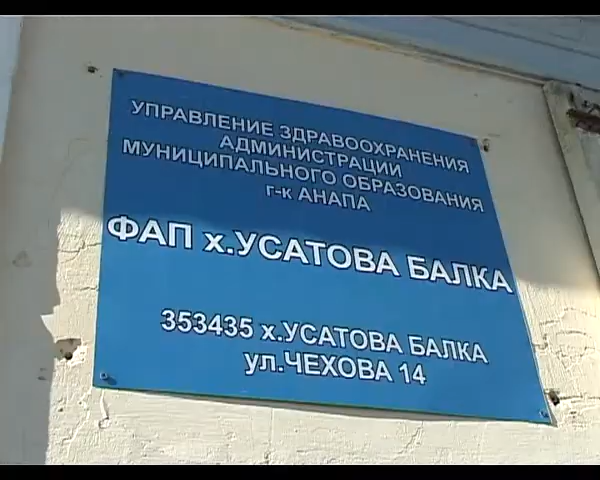 УПРАВЛЕНИЕ ЗДРАВООХРАНЕНИЯ
АДМИНИСТРАЦИИ
МУНИЦИПАЛЬНОГО ОБРАЗОВАНИЯ
г-к АНАПА
ФАП х.УСАТОВА БАЛКА
353435 х.УСАТОВА БАЛКА
ул.ЧЕХОВА 14